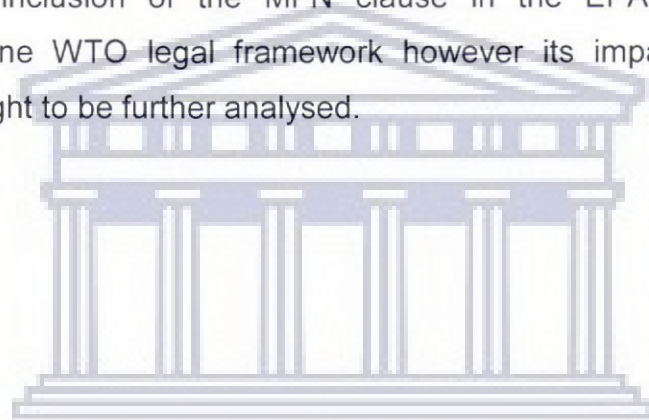 inclusion of the MFN clause in the EPA
ne WTO legal framework however its impa
ght to be further analysed.